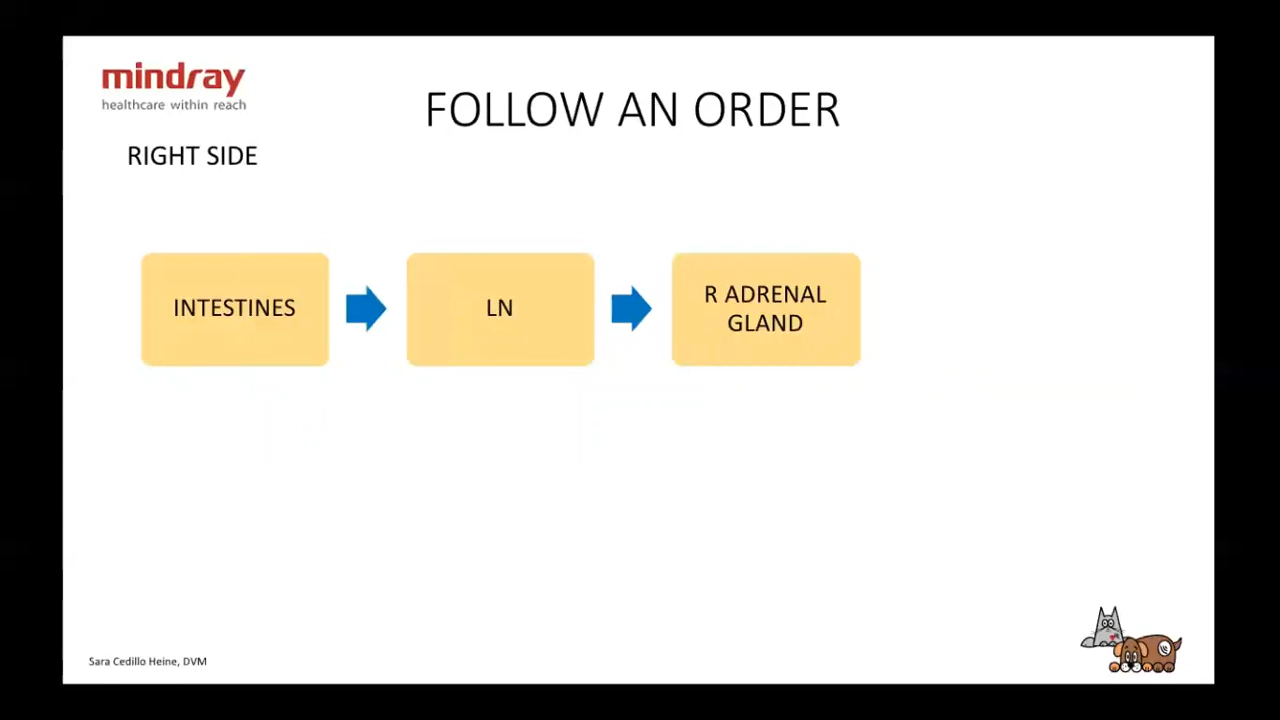 mindray
healthcare within reach
FOLLOW AN ORDER
RIGHT SIDE
INTESTINES
LN
R ADRENAL
GLAND
Sara Cedillo Heine, DVM